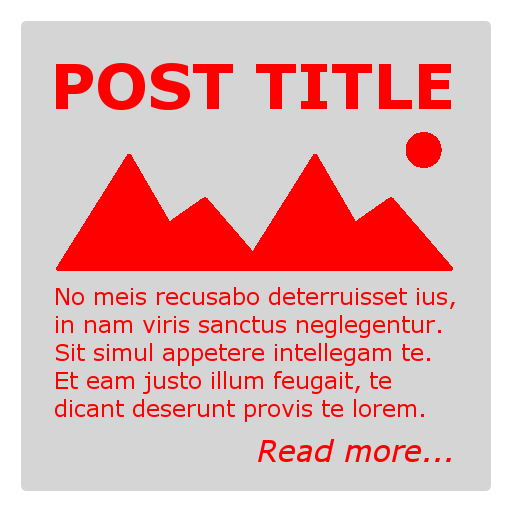 POST TITLE
No meis recusabo deterruisset ius,
in nam viris sanctus neglegentur.
Sit simul appetere intellegam te.
Et eam justo illum feugait, te
dicant deserunt provis te lorem.
Read more...